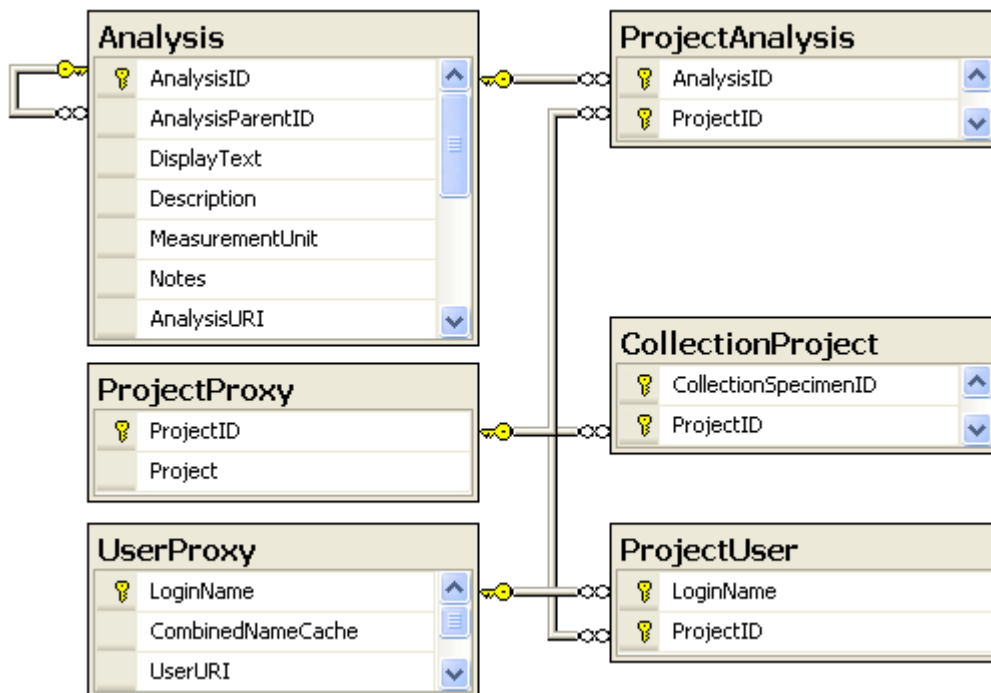 Analysis
AnalysisID
AnalysisParentID
DisplayText
Description
MeasurementUnit
Notes
AnalysisURI
ProjectAnalysis
AnalysisID
ProjectID
ProjectProxy
ProjectID
Project
CollectionProject
CollectionSpecimenID
ProjectID
UserProxy
LoginName
CombinedNameCache
UserURI
ProjectUser
LoginName
ProjectID